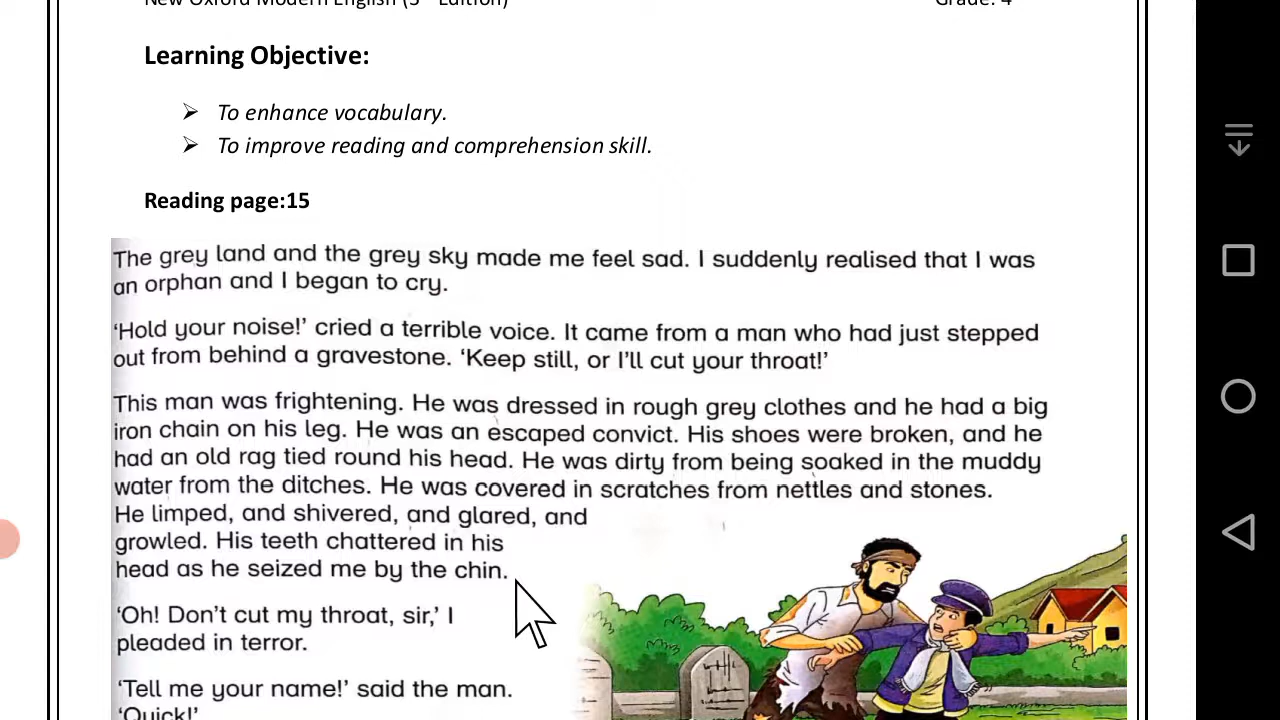 New Oxford Modern English (3rd Edition) Grade: 4
Learning Objective:
➢ To enhance vocabulary.
➢ To improve reading and comprehension skill.
Reading page:15
The grey land and the grey sky made me feel sad. I suddenly realised that I was
an orphan and I began to cry.
‘Hold your noise!’ cried a terrible voice. It came from a man who had just stepped
out from behind a gravestone. ‘Keep still, or I’ll cut your throat!’
This man was frightening. He was dressed in rough grey clothes and he had a big
iron chain on his leg. He was an escaped convict. His shoes were broken, and he
had an old rag tied round his head. He was dirty from being soaked in the muddy
water from the ditches. He was covered in scratches from nettles and stones.
He limped, and shivered, and glared, and
growled. His teeth chattered in his
head as he seized me by the chin.
‘Oh! Don’t cut my throat, sir,’ I
pleaded in terror.
‘Tell me your name!’ said the man.
‘Quick!’